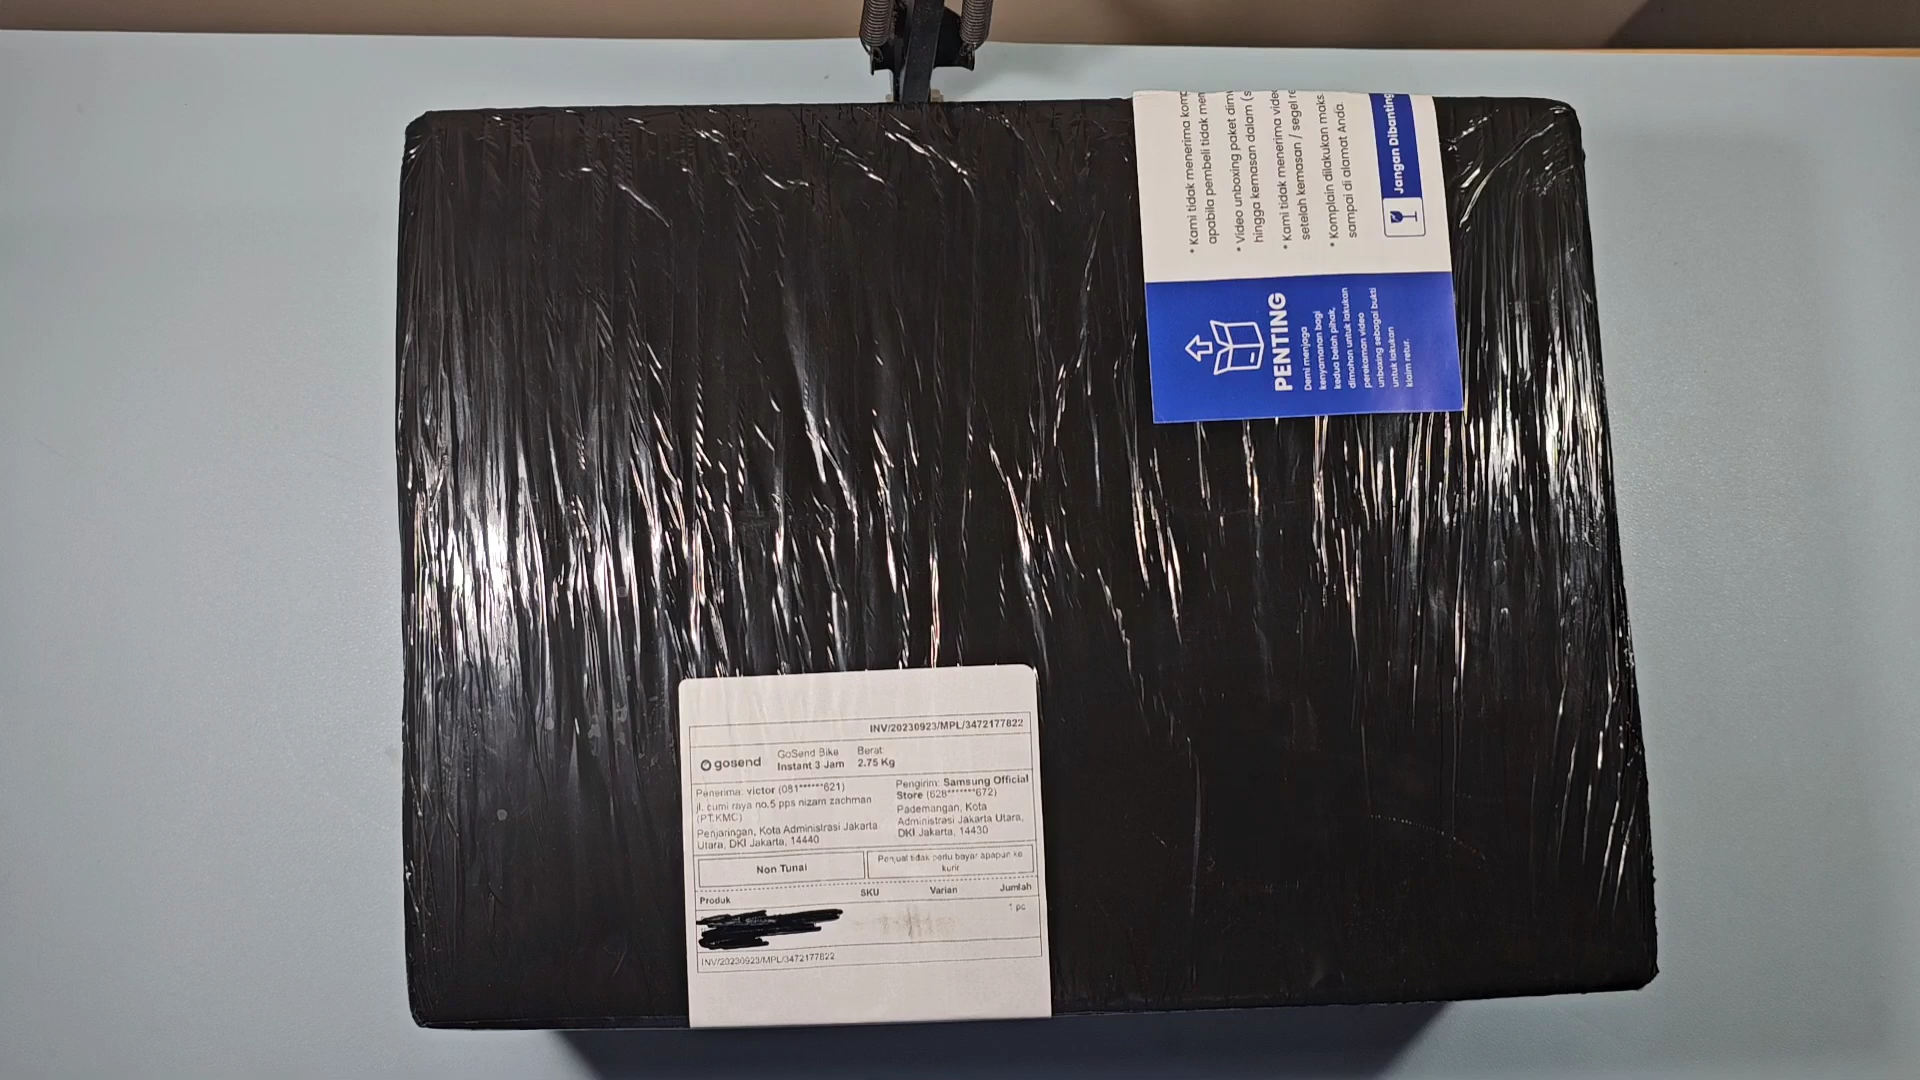 * Kami tidak menerima
apabila pembeli tidak
* Video unboxing paket
hingga kemasan dalam
* Kami tidak menerima
setelah kemasan / segel
* Komplain dilakukan maks.
sampai di alamat Anda.
Jangan Dibanting
PENTING
Demi menjaga
kenyamanan bagi
kedua belah pihak,
dimohon untuk lakukan
perekaman video
unboxing sebagai bukti
untuk lakukan
klaim retur.
INV/20230923/MPL/3472177822
gosend
GoSend Bike
Instant 3 Jam
Berat
2.75 Kg
Penerima: victor (081******621)
jl. cumi raya no.5 pps nizam zachman
(PT.KMC)
Penjaringan, Kota Administrasi Jakarta
Utara, DKI Jakarta, 14440
Pengirim: Samsung Official
Store (628*******672)
Pademangan, Kota
Administrasi Jakarta Utara,
DKI Jakarta, 14430
Non Tunai
Penjual tidak perlu bayar apapun ke
kurir
Produk SKU Varian Jumlah
1 pc
INV/20230923/MPL/3472177822